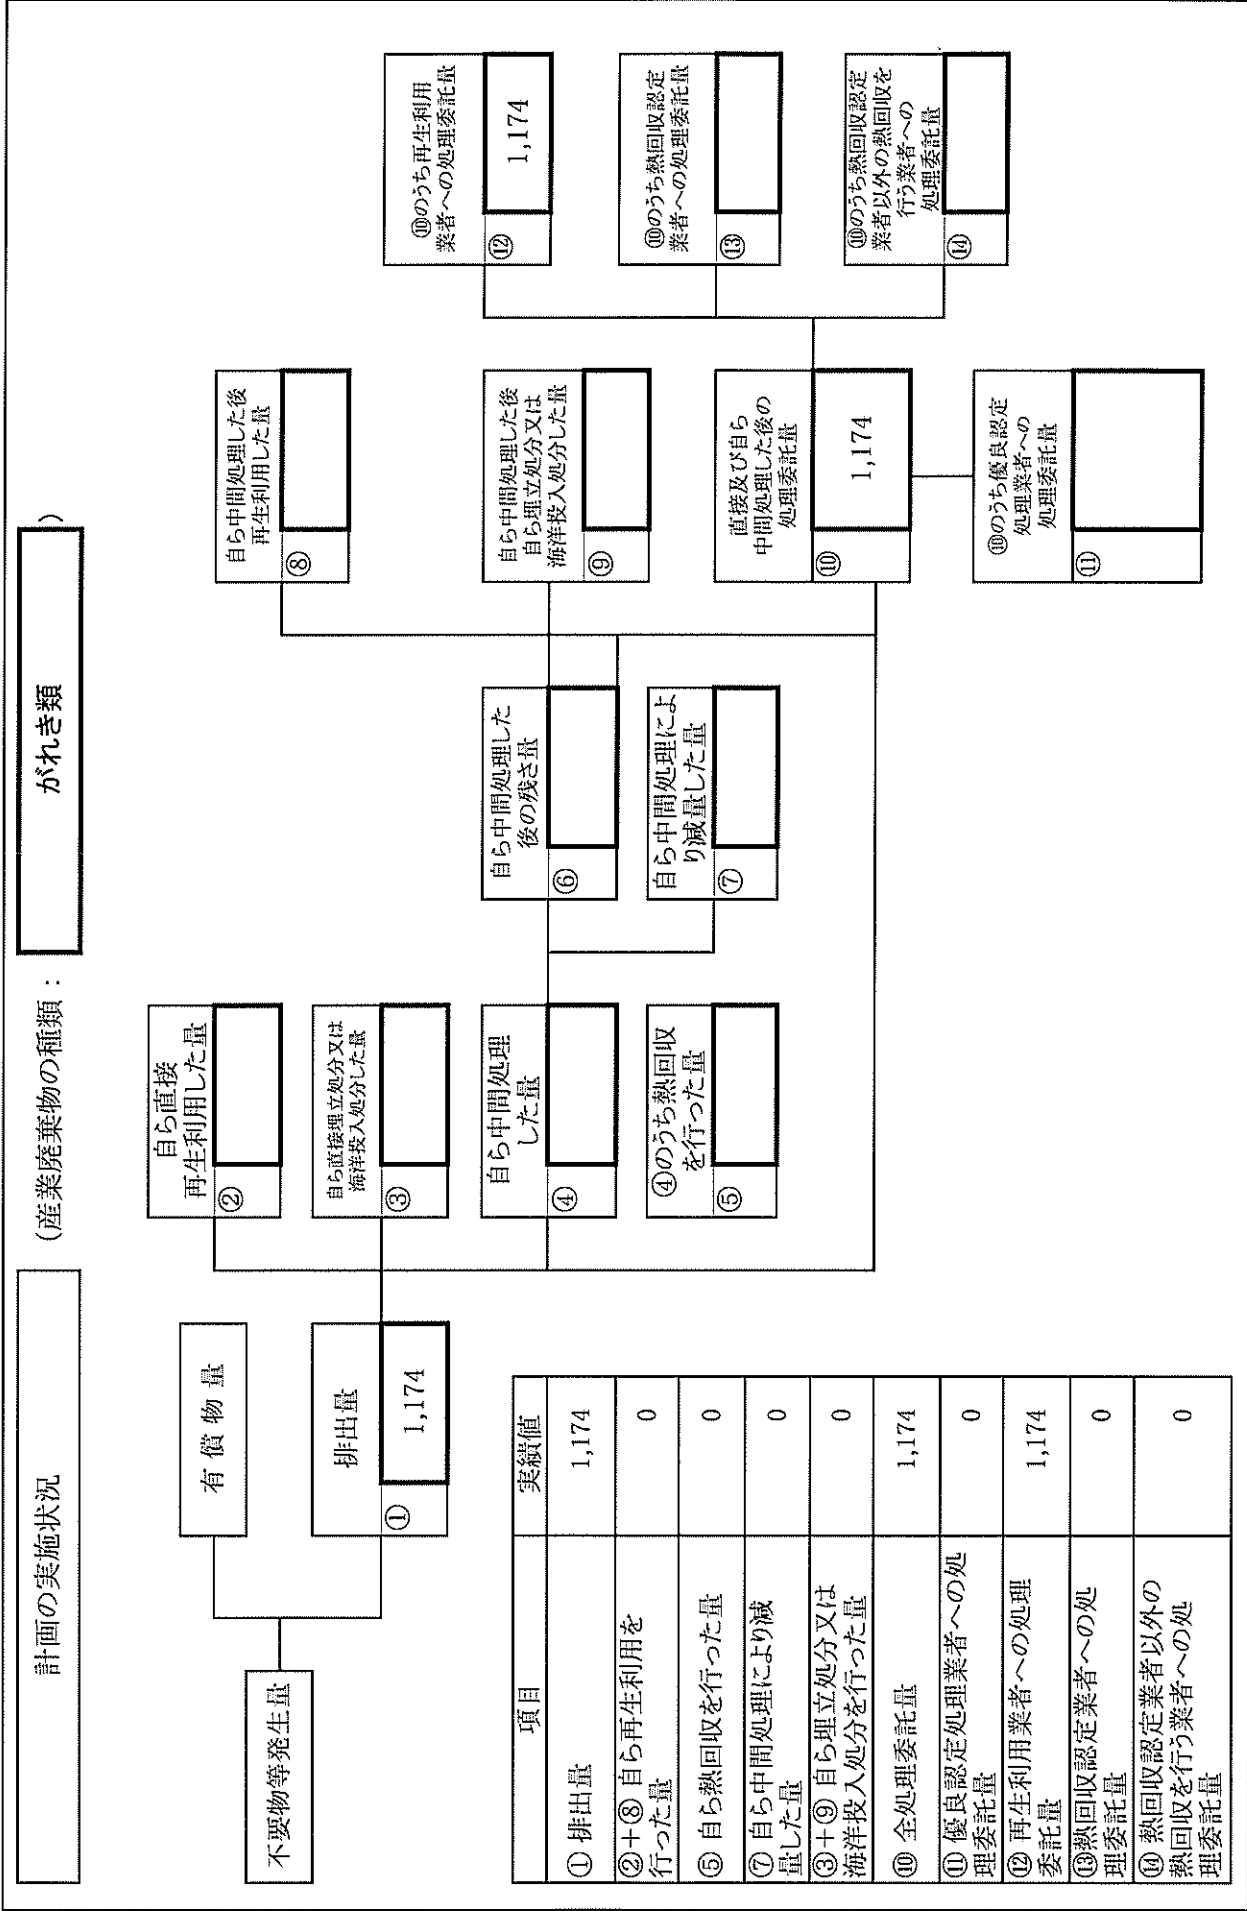 計画の実施状況
(産業廃棄物の種類：
がれき類
)
不要物等発生量
有 償 物 量
排出量
①
1,174
自ら直接
再生利用した量
②
自ら直接埋立処分又は
海洋投入処分した量
③
自ら中間処理
した量
④
④のうち熱回収
を行った量
⑤
自ら中間処理した
後の残さ量
⑥
自ら中間処理によ
り減量した量
⑦
自ら中間処理した後
再生利用した量
⑧
自ら中間処理した後
自ら埋立処分又は
海洋投入処分した量
⑨
直接及び自ら
中間処理した後の
処理委託量
⑩
1,174
⑩のうち優良認定
処理業者への
処理委託量
⑪
⑩のうち再生利用
業者への処理委託量
⑫
1,174
⑩のうち熱回収認定
業者への処理委託量
⑬
⑩のうち熱回収認定
業者以外の熱回収を
行う業者への
処理委託量
⑭
項目
実績値
① 排出量
1,174
②＋⑧ 自ら再生利用を
行った量
0
⑤ 自ら熱回収を行った量
0
⑦ 自ら中間処理により減
量した量
0
③＋⑨ 自ら埋立処分又は
海洋投入処分を行った量
0
⑩ 全処理委託量
1,174
⑪ 優良認定処理業者への処
理委託量
0
⑫ 再生利用業者への処理
委託量
1,174
⑬熱回収認定業者への処
理委託量
0
⑭ 熱回収認定業者以外の
熱回収を行う業者への処
理委託量
0